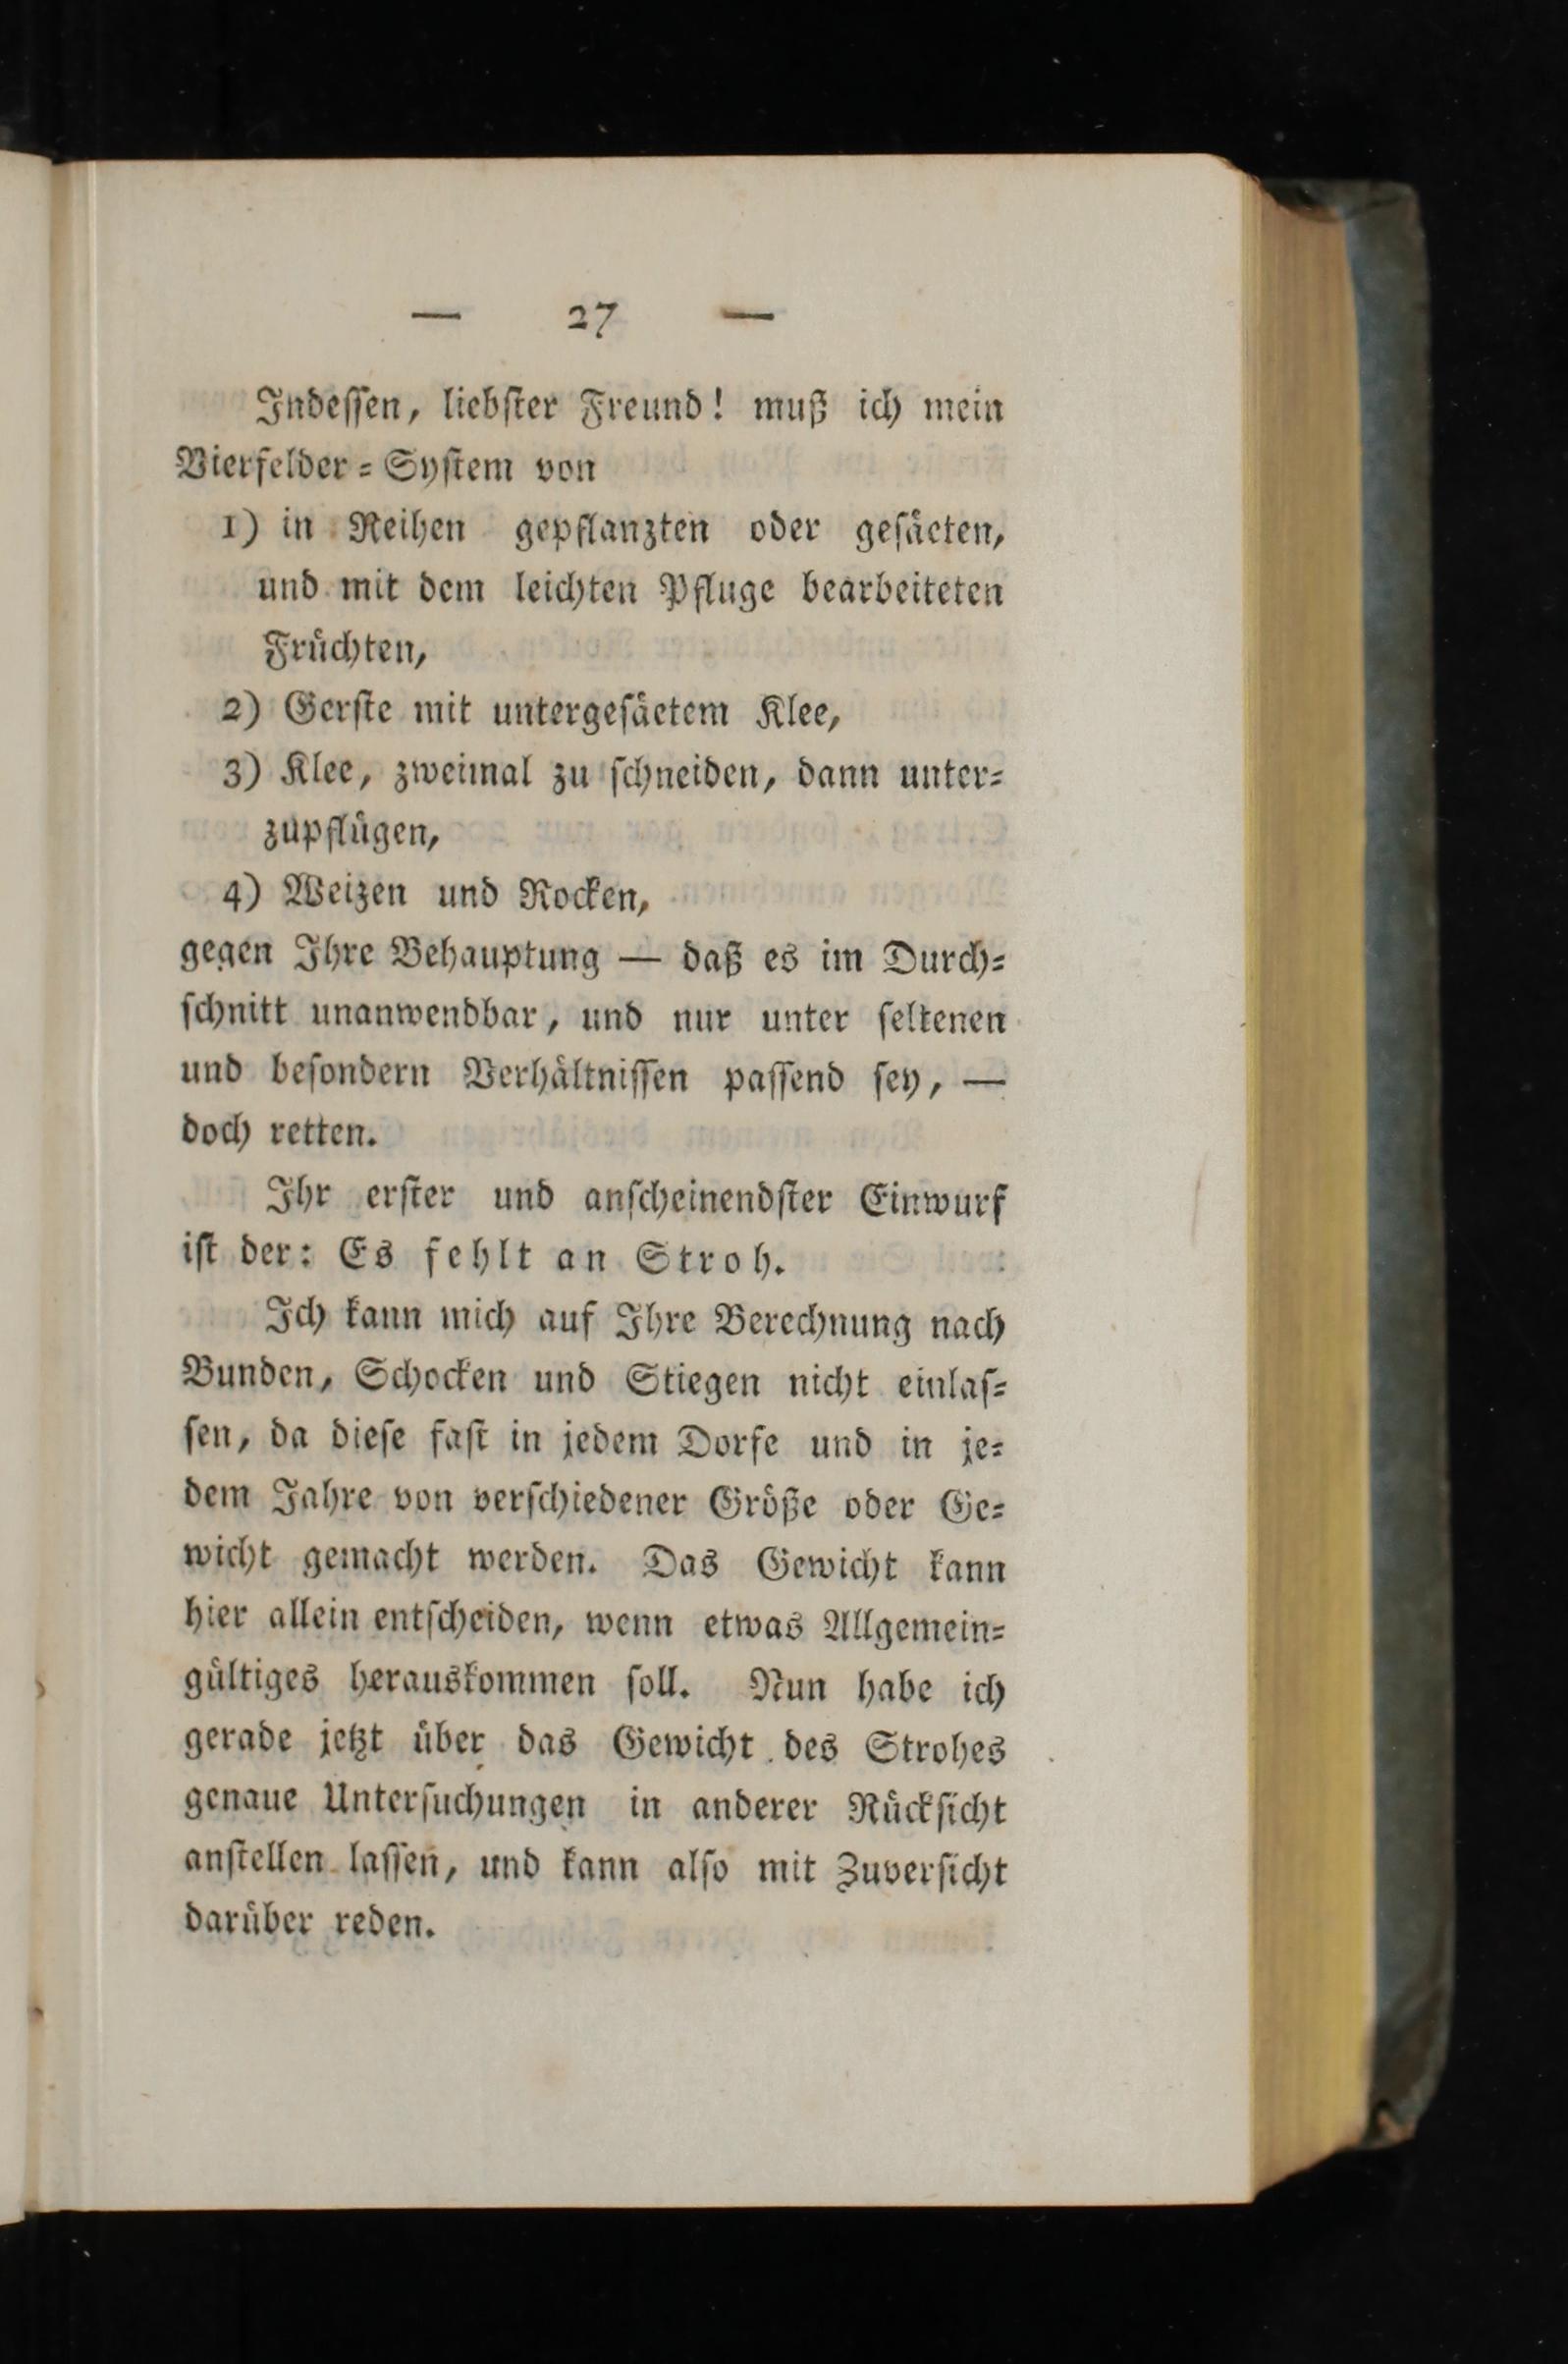 — 27 —
Indeſſen, liebſter Freund! muß ich mein
Vierfelder⸗Syſtem von
1) in Reihen gepflanzten oder geſäeten,
und mit dem leichten Pfluge bearbeiteten
Früchten,
2) Gerſte mit untergeſäetem Klee,
3) Klee, zweimal zu ſchneiden, dann unter⸗
zupflügen,
4) Weizen und Rocken,
gegen Ihre Behauptung — daß es im Durch⸗
ſchnitt unanwendbar, und nur unter ſeltenen
und beſondern Verhältniſſen paſſend ſey, —
doch retten.
Ihr erſter und anſcheinendſter Einwurf
iſt der: Es fehlt an Stroh.
Ich kann mich auf Ihre Berechnung nach
Bunden, Schocken und Stiegen nicht einlaſ⸗
ſen, da dieſe faſt in jedem Dorfe und in je⸗
dem Jahre von verſchiedener Größe oder Ge⸗
wicht gemacht werden. Das Gewicht kann
hier allein entſcheiden, wenn etwas Allgemein⸗
gültiges herauskommen ſoll. Nun habe ich
gerade jetzt über das Gewicht des Strohes
genaue Unterſuchungen in anderer Rückſicht
anſtellen laſſen, und kann alſo mit Zuverſicht
darüber reden.